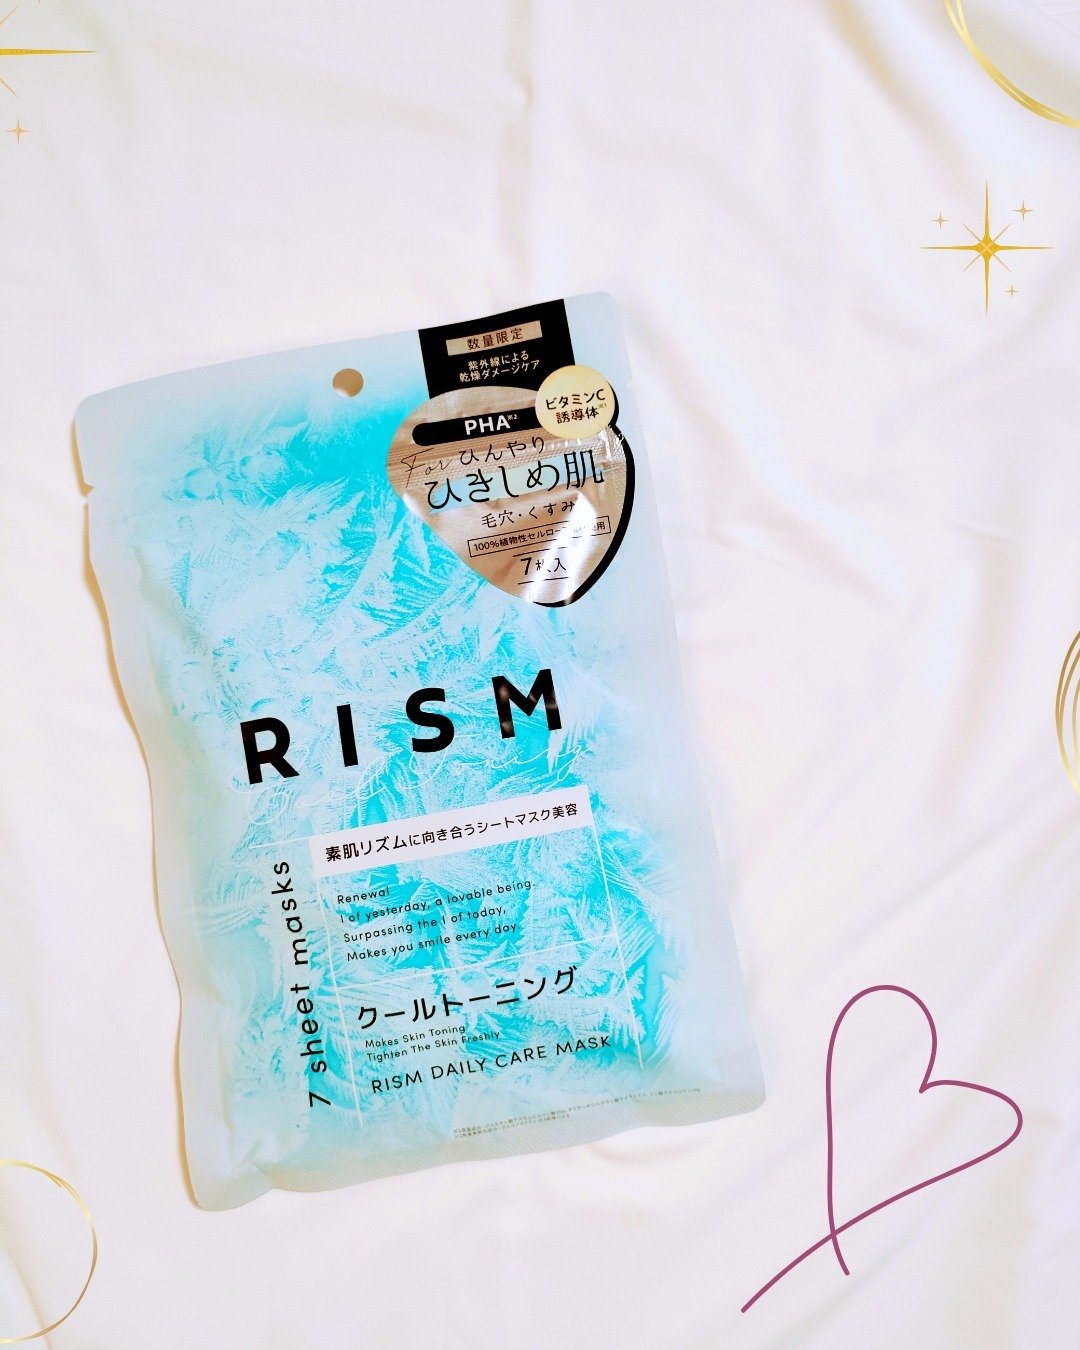 数量限定
紫外線による
乾燥ダメージケア
ビタミンC
誘導体※1
PHA※2
For ひんやり
ひきしめ肌
毛穴・くすみ
7枚入
RISM
Cool Toning
素肌リズムに向き合うシートマスク美容
7 sheet masks
Renewal
I of yesterday, a lovable being.
Surpassing the I of today,
Makes you smile every day
クールトーニング
Makes Skin Toning
Tighten The Skin Freshly
RISM DAILY CARE MASK